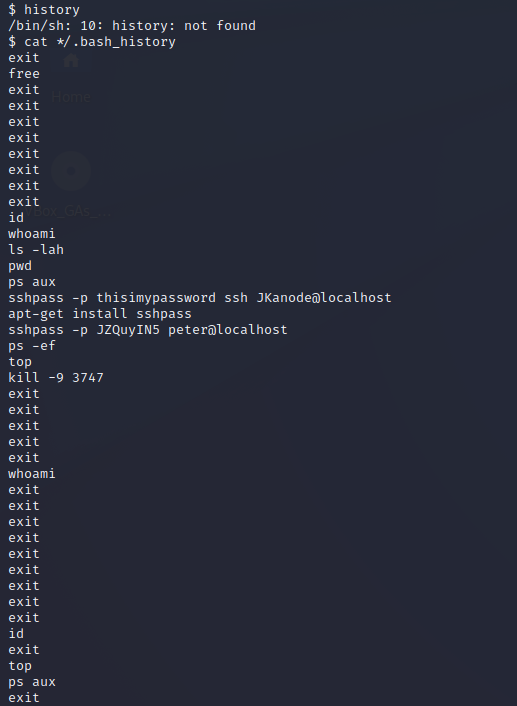 $ history
/bin/sh: 10: history: not found
$ cat */.bash_history
exit
free
exit
exit
exit
exit
exit
exit
exit
exit
id
whoami
ls -lah
pwd
ps aux
sshpass -p thisimypassword ssh JKanode@localhost
apt-get install sshpass
sshpass -p JZQuyIN5 peter@localhost
ps -ef
top
kill -9 3747
exit
exit
exit
exit
exit
whoami
exit
exit
exit
exit
exit
exit
exit
exit
exit
id
exit
top
ps aux
exit
Home